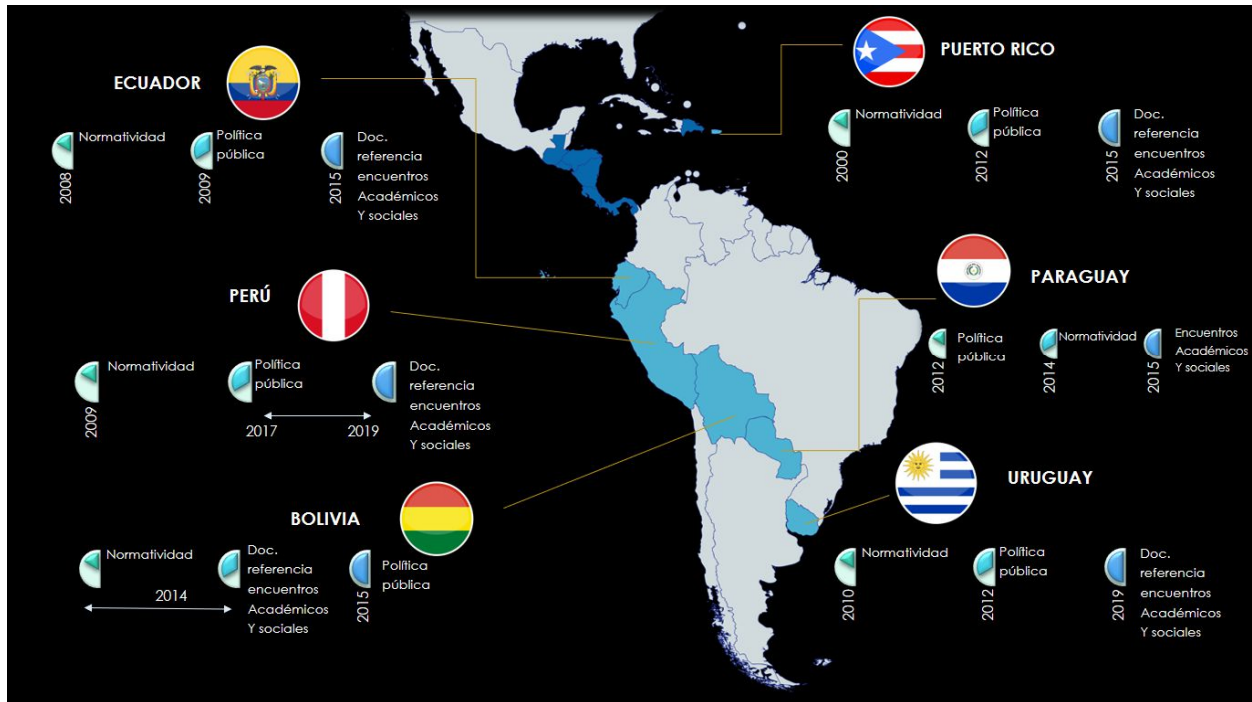 ECUADOR
Normatividad
2008
Política
pública
2009
Doc.
referencia
encuentros
Académicos
Y sociales
2015
PUERTO RICO
Normatividad
2000
Política
pública
2012
Doc.
referencia
encuentros
Académicos
Y sociales
2015
PERÚ
Normatividad
2009
Política
pública
2017
Doc.
referencia
encuentros
Académicos
Y sociales
2019
PARAGUAY
Política
pública
2012
Normatividad
2014
Encuentros
Académicos
Y sociales
2015
BOLIVIA
Normatividad
2014
Doc.
referencia
encuentros
Académicos
Y sociales
Política
pública
2015
URUGUAY
Normatividad
2010
Política
pública
2012
Doc.
referencia
encuentros
Académicos
Y sociales
2019